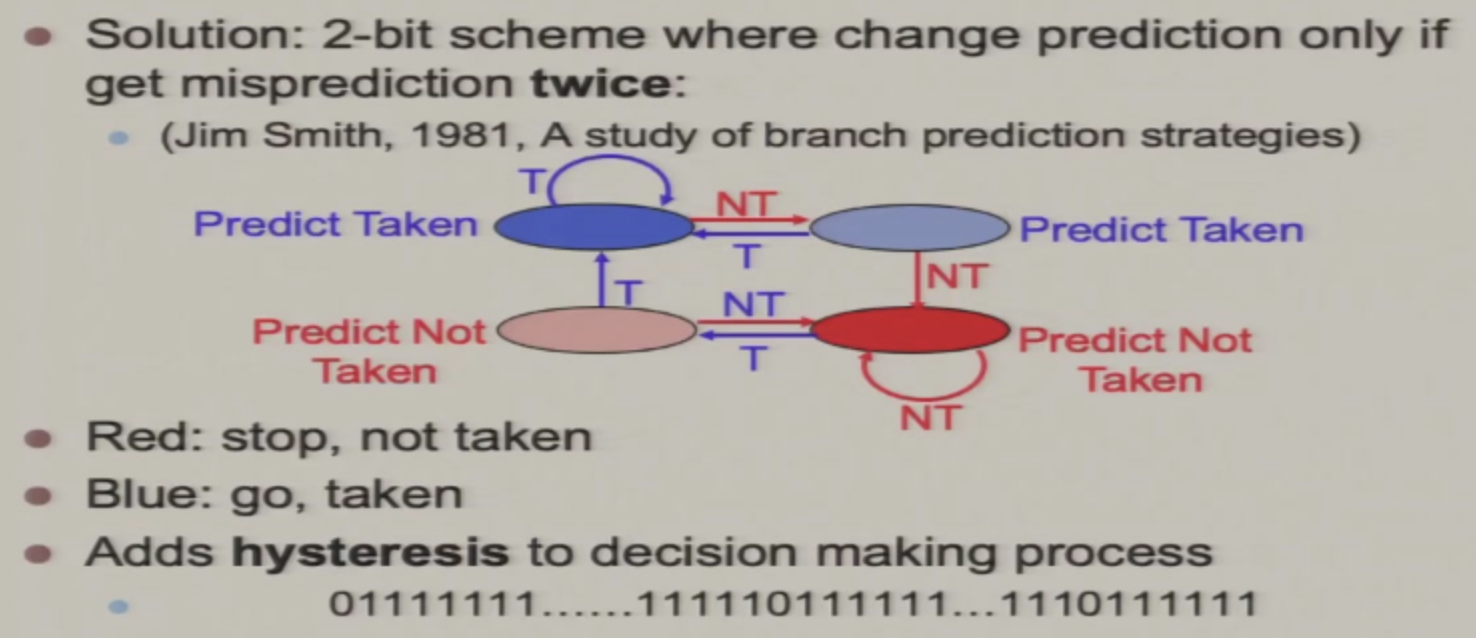 Solution: 2-bit scheme where change prediction only if
get misprediction twice:
(Jim Smith, 1981, A study of branch prediction strategies)
T
NT
Predict Taken
Predict Taken
T
NT
T
NT
Predict Not
Taken
Predict Not
Taken
T
NT
Red: stop, not taken
Blue: go, taken
Adds hysteresis to decision making process
01111111......111110111111...1110111111